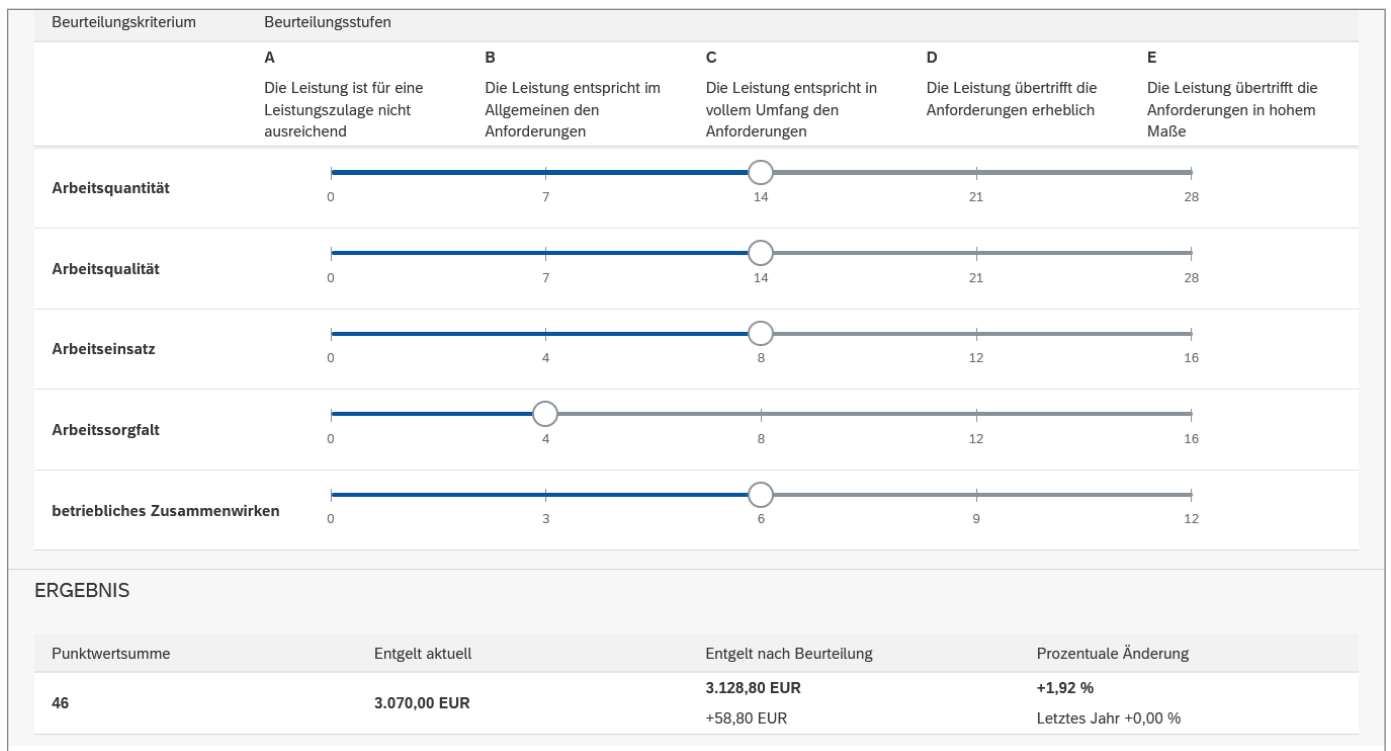 Beurteilungskriterium Beurteilungsstufen
A B C D E
Die Leistung ist für eine Die Leistung entspricht im Die Leistung entspricht in Die Leistung übertrifft die Die Leistung übertrifft die
Leistungszulage nicht Allgemeinen den vollem Umfang den Anforderungen erheblich Anforderungen in hohem
ausreichend Anforderungen Anforderungen Maße
Arbeitsquantität
0 7 14 21 28
Arbeitsqualität
0 7 14 21 28
Arbeitseinsatz
0 4 8 12 16
Arbeitssorgfalt
0 4 8 12 16
betriebliches Zusammenwirken
0 3 6 9 12
ERGEBNIS
Punktwertsumme Entgelt aktuell Entgelt nach Beurteilung Prozentuale Änderung
46 3.070,00 EUR 3.128,80 EUR +1,92 %
+58,80 EUR Letztes Jahr +0,00 %